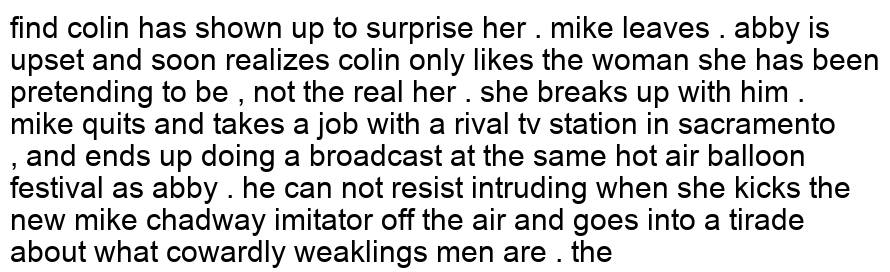 find colin has shown up to surprise her . mike leaves . abby is
upset and soon realizes colin only likes the woman she has been
pretending to be , not the real her . she breaks up with him .
mike quits and takes a job with a rival tv station in sacramento
, and ends up doing a broadcast at the same hot air balloon
festival as abby . he can not resist intruding when she kicks the
new mike chadway imitator off the air and goes into a tirade
about what cowardly weaklings men are . the